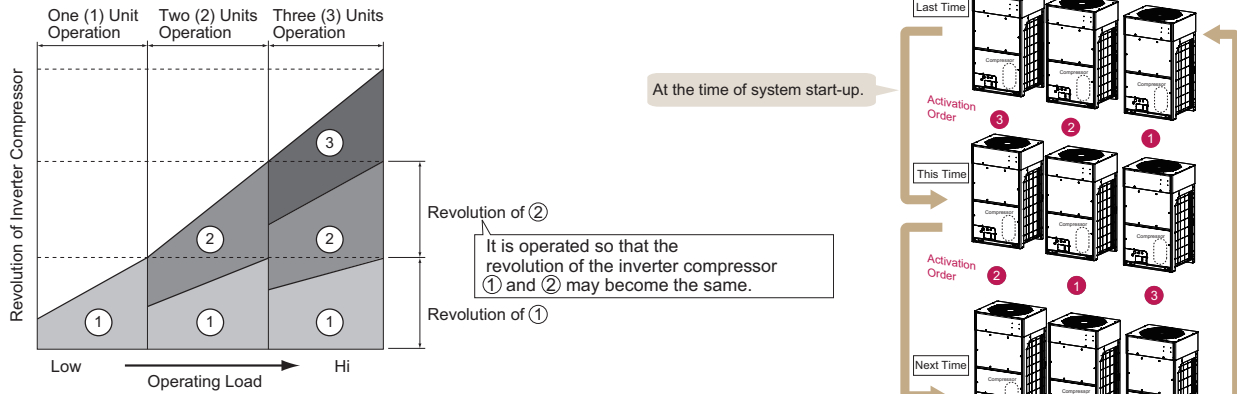 One (1) Unit
Operation
Two (2) Units
Operation
Three (3) Units
Operation
Revolution of Inverter Compressor
3
2
2
1
1
1
Low
Hi
Operating Load
Revolution of ②
It is operated so that the
revolution of the inverter compressor
① and ② may become the same.
Revolution of ①
At the time of system start-up.
Last Time
Compressor
Compressor
Compressor
Activation
Order
3
2
1
This Time
Compressor
Compressor
Compressor
Activation
Order
2
1
3
Next Time
Compressor
Compressor
Compressor